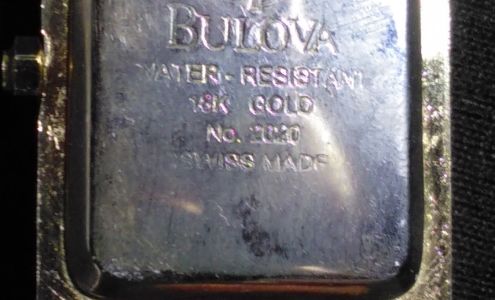 BULOVA
WATER - RESISTANT
18K GOLD
No. 2020
SWISS MADE